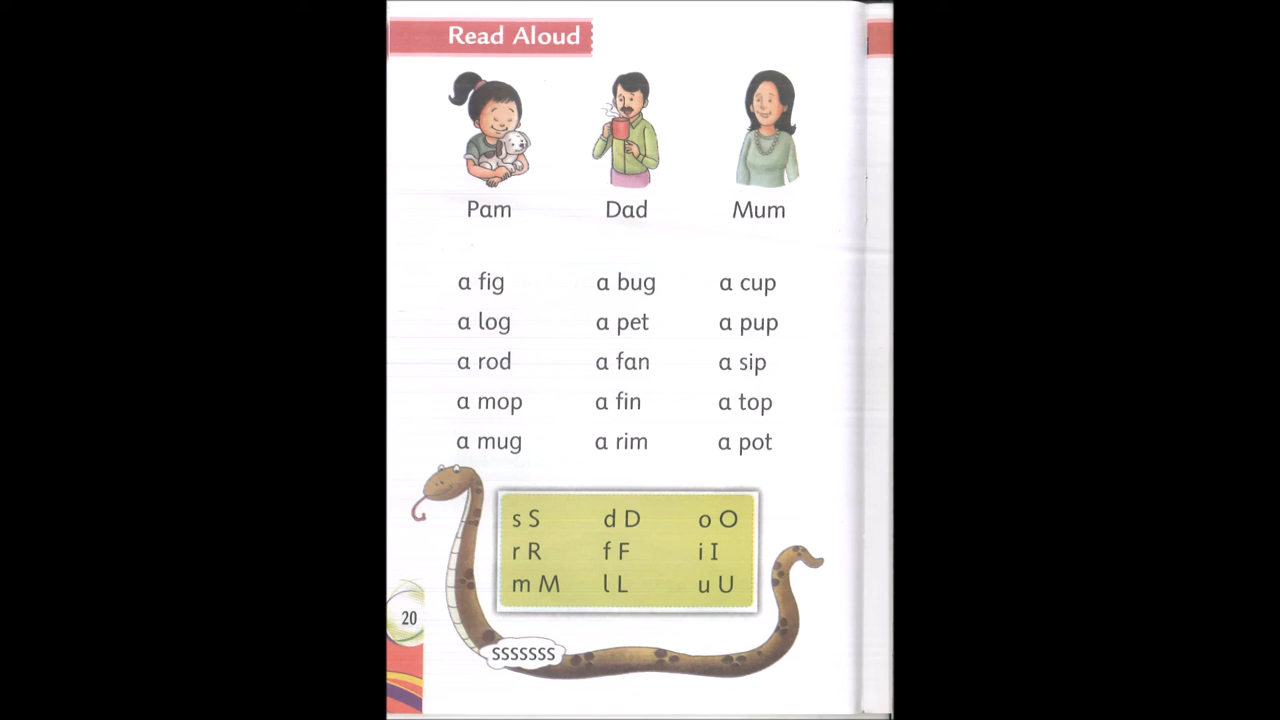 Read Aloud
Pam Dad Mum
a fig a bug a cup
a log a pet a pup
a rod a fan a sip
a mop a fin a top
a mug a rim a pot
s S d D o O
r R f F i I
m M l L u U
20
sssssss